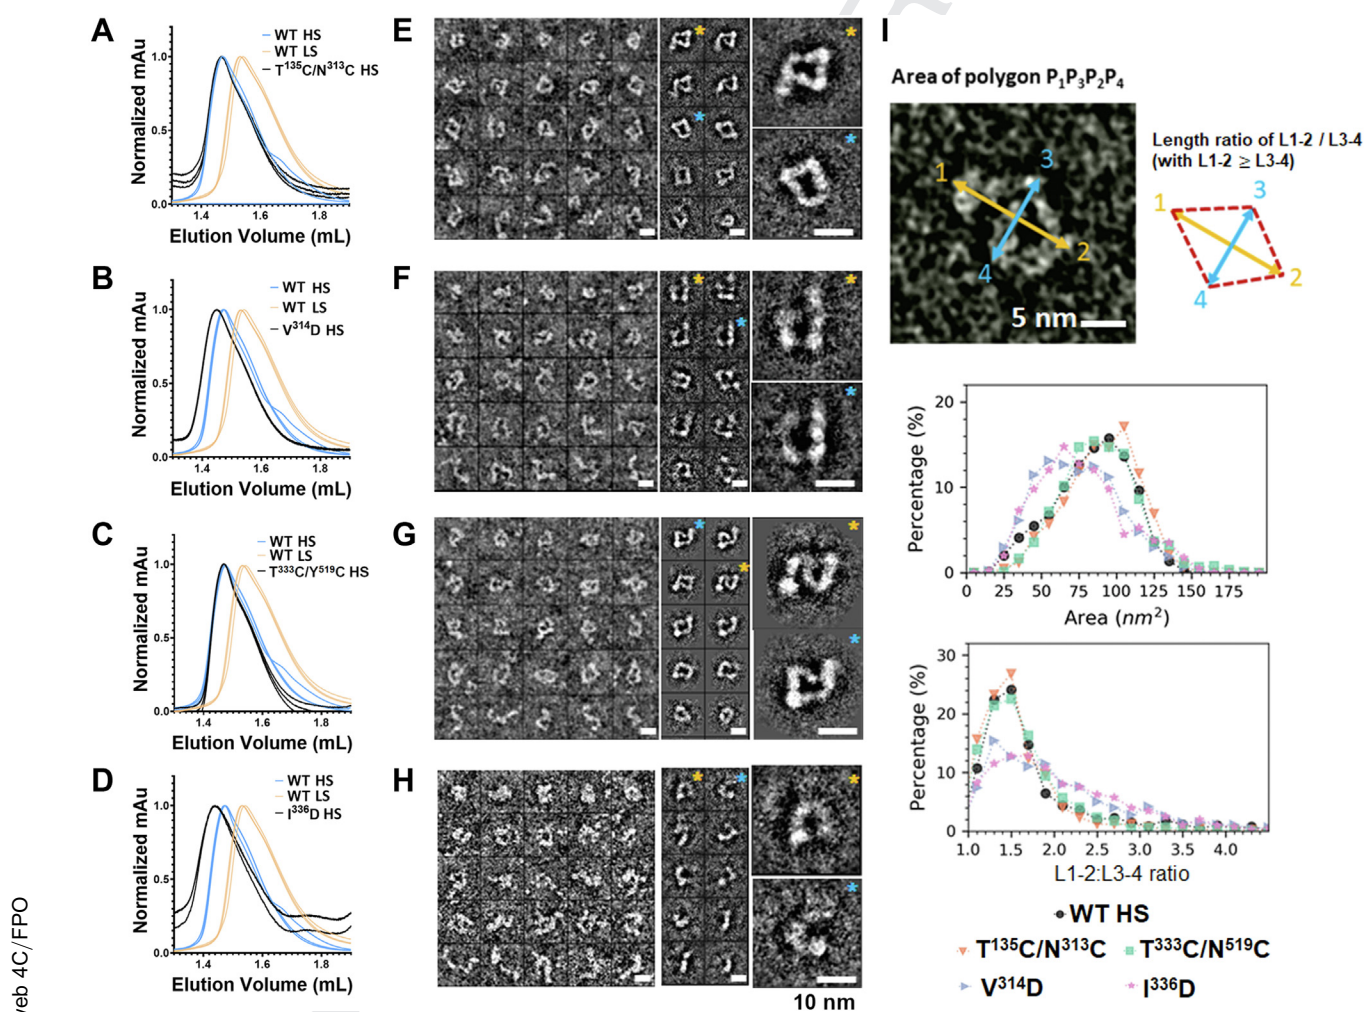 A
Normalized mAu
1.0
0.5
0.0
1.4 1.6 1.8
Elution Volume (mL)
WT HS
WT LS
T135C/N313C HS
B
Normalized mAu
1.0
0.5
0.0
1.4 1.6 1.8
Elution Volume (mL)
WT HS
WT LS
V314D HS
C
Normalized mAu
1.0
0.5
0.0
1.4 1.6 1.8
Elution Volume (mL)
WT HS
WT LS
T333C/Y519C HS
D
Normalized mAu
1.0
0.5
0.0
1.4 1.6 1.8
Elution Volume (mL)
WT HS
WT LS
I336D HS
E
*
*
*
*
F
*
*
*
*
G
*
*
*
*
H
*
*
*
*
10 nm
I
Area of polygon P1P3P2P4
1
3
2
4
5 nm
Length ratio of L1-2 / L3-4
(with L1-2 ≥ L3-4)
1
3
2
4
Percentage (%)
20
10
0
0 25 50 75 100 125 150 175
Area (nm2)
Percentage (%)
30
20
10
0
1.0 1.5 2.0 2.5 3.0 3.5 4.0
L1-2:L3-4 ratio
WT HS
T135C/N313C T333C/N519C
V314D I336D
web 4C/FPO